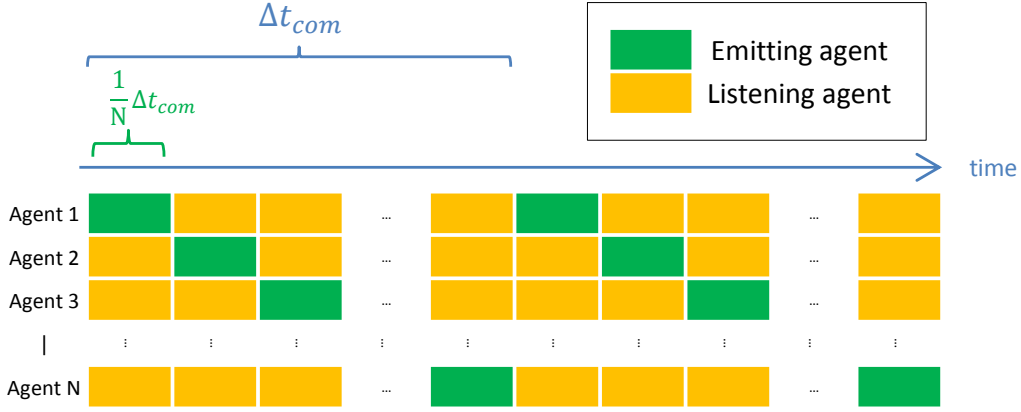 Δt_com
Emitting agent
Listening agent
1/N Δt_com
time
Agent 1 ... ...
Agent 2 ... ...
Agent 3 ... ...
| ⋮ ⋮ ⋮ ⋮ ⋮ ⋮ ⋮ ⋮ ⋮ ⋮
Agent N ... ...